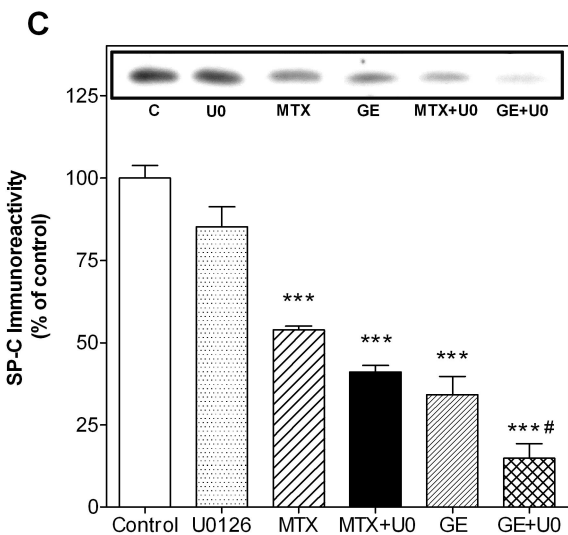 C
C U0 MTX GE MTX+U0 GE+U0
SP-C Immunoreactivity
(% of control)
125
100
75
50
25
0
***
***
***
***#
Control U0126 MTX MTX+U0 GE GE+U0